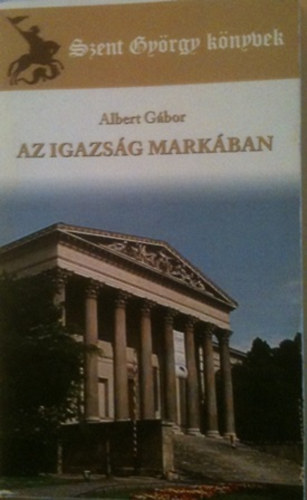 Szent György könyvek
Albert Gábor
AZ IGAZSÁG MARKÁBAN